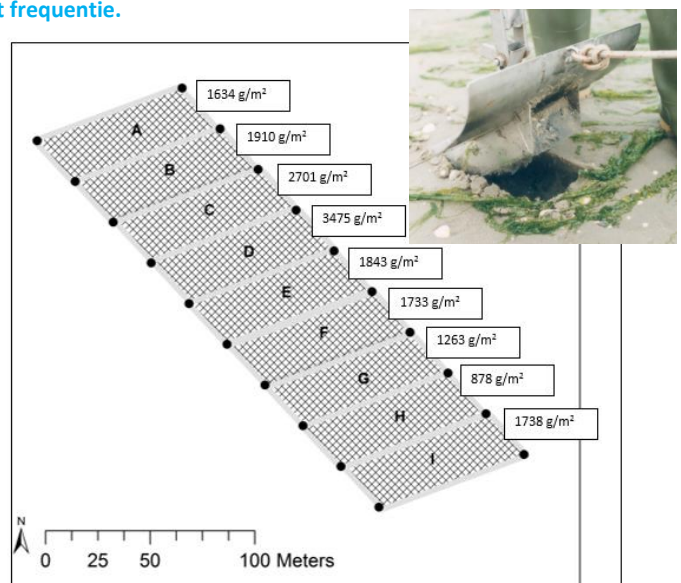 t frequentie.
1634 g/m²
A
1910 g/m²
B
2701 g/m²
C
3475 g/m²
D
1843 g/m²
E
1733 g/m²
F
1263 g/m²
G
878 g/m²
H
1738 g/m²
I
N
0 25 50 100 Meters